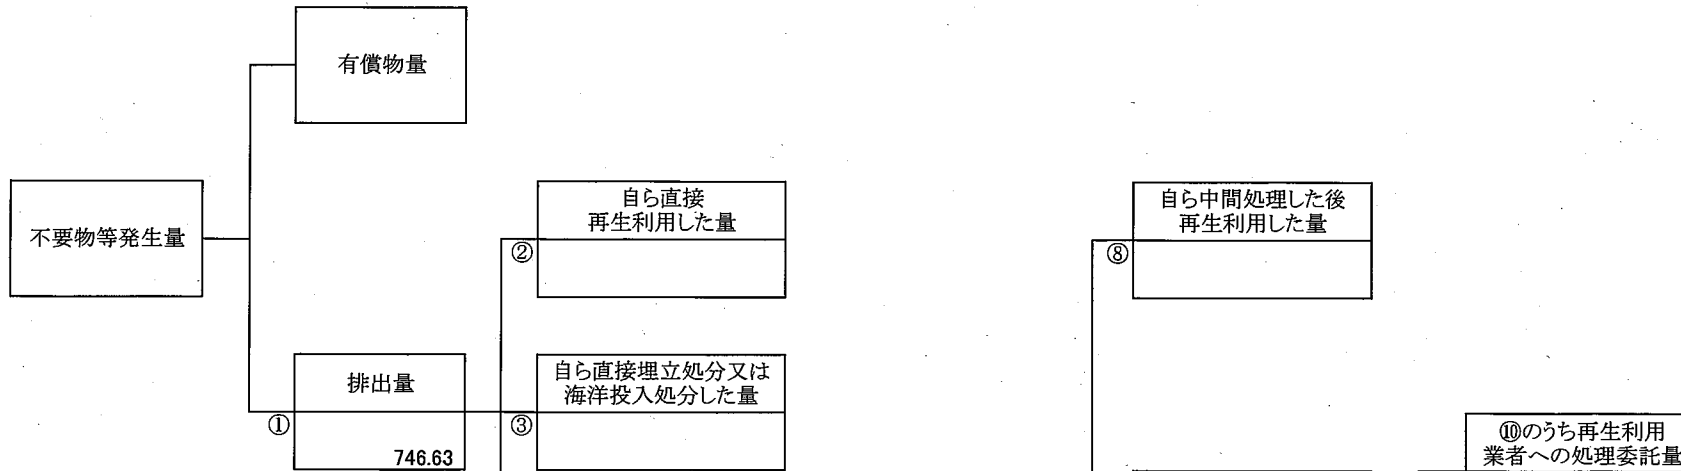 有償物量
不要物等発生量
自ら直接
再生利用した量
②
自ら中間処理した後
再生利用した量
⑧
排出量
①
746.63
自ら直接埋立処分又は
海洋投入処分した量
③
⑩のうち再生利用
業者への処理委託量